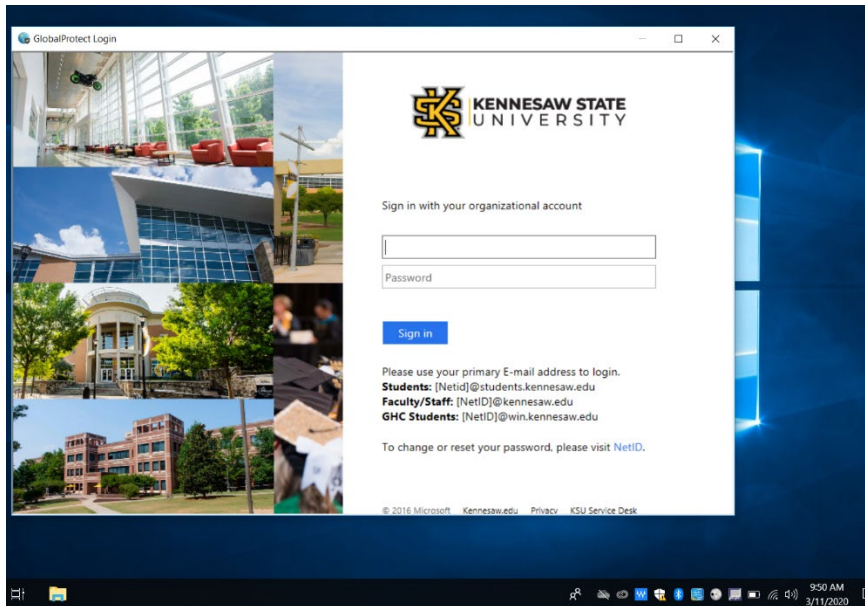 GlobalProtect Login
KENNESAW STATE
UNIVERSITY
Sign in with your organizational account
Password
Sign in
Please use your primary E-mail address to login.
Students: [Netid]@students.kennesaw.edu
Faculty/Staff: [NetID]@kennesaw.edu
GHC Students: [NetID]@win.kennesaw.edu
To change or reset your password, please visit NetID.
© 2016 Microsoft Kennesaw.edu Privacy KSU Service Desk
9:50 AM
3/11/2020